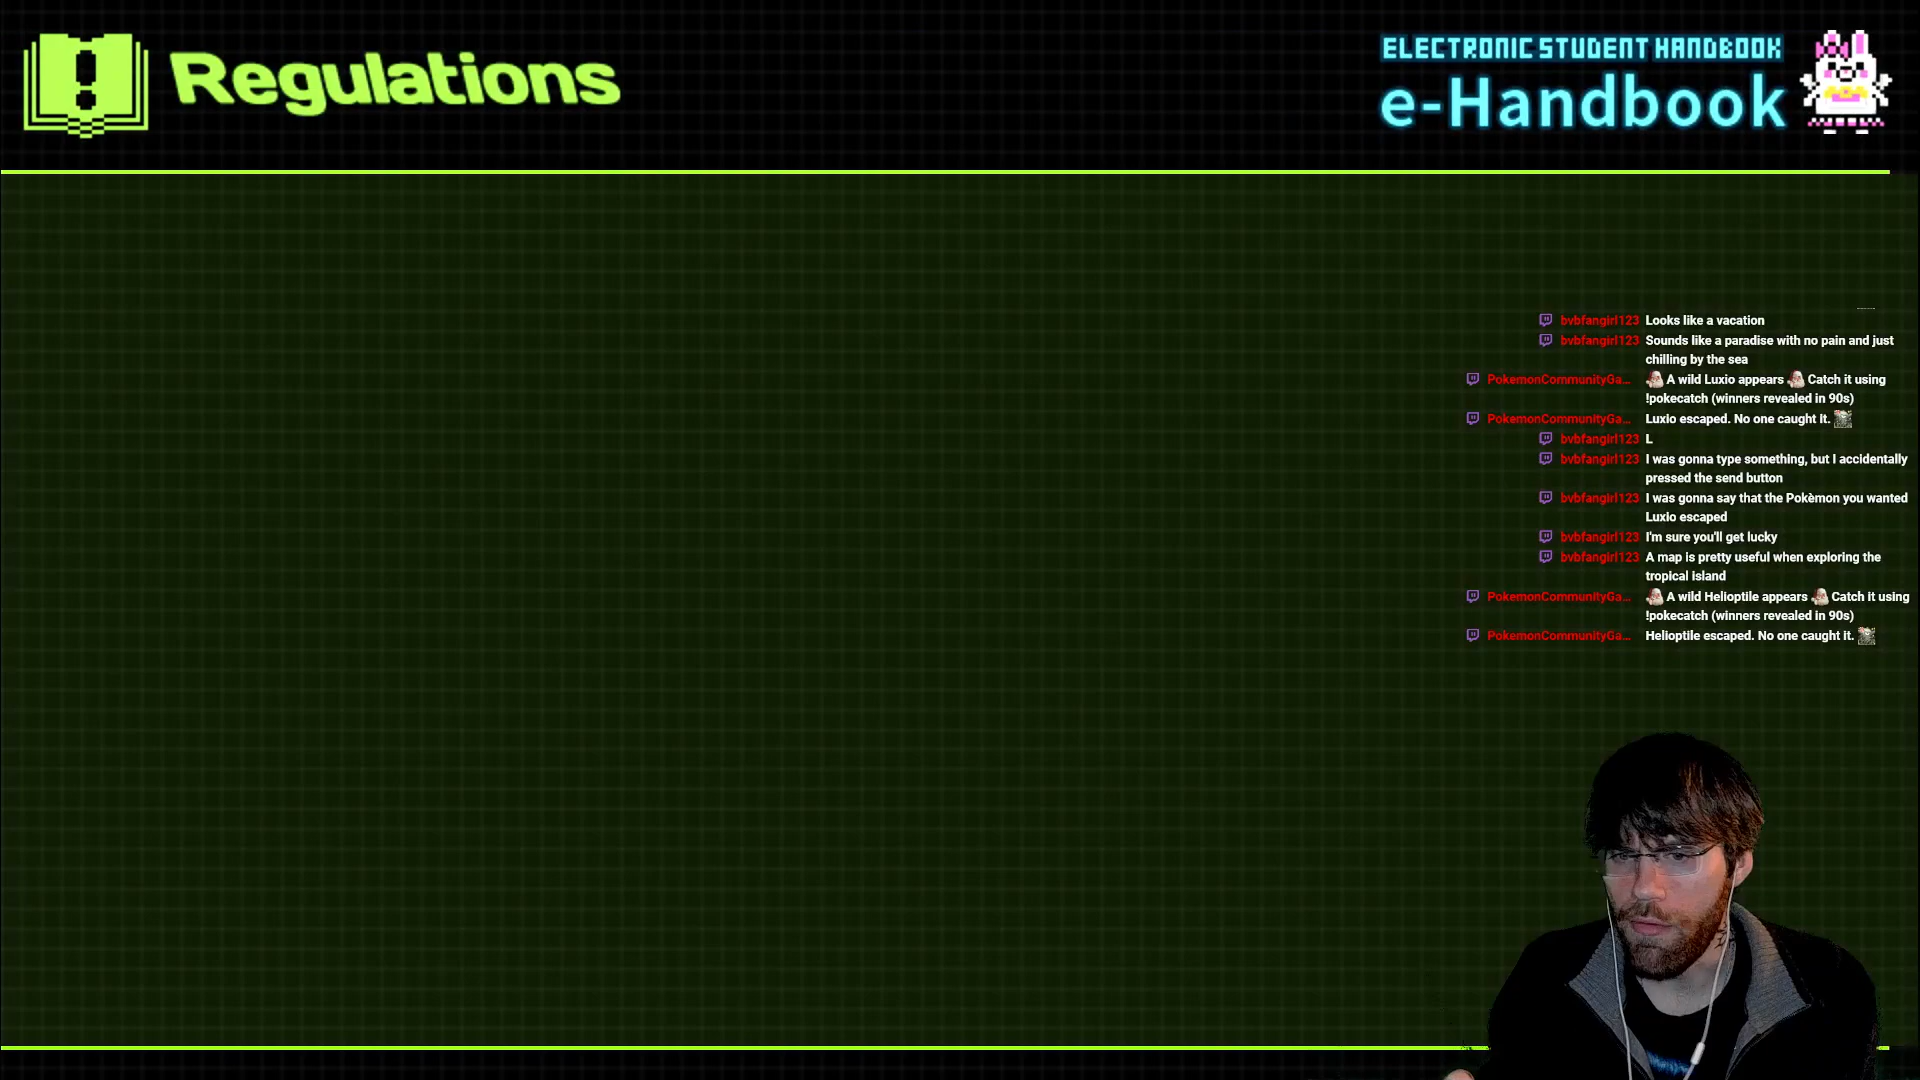 Regulations
ELECTRONIC STUDENT HANDBOOK
e-Handbook
bvbfangirl123 Looks like a vacation
bvbfangirl123 Sounds like a paradise with no pain and just
chilling by the sea
PokemonCommunityGa... A wild Luxio appears Catch it using
!pokecatch (winners revealed in 90s)
PokemonCommunityGa... Luxio escaped. No one caught it.
bvbfangirl123 L
bvbfangirl123 I was gonna type something, but I accidentally
pressed the send button
bvbfangirl123 I was gonna say that the Pokèmon you wanted
Luxio escaped
bvbfangirl123 I'm sure you'll get lucky
bvbfangirl123 A map is pretty useful when exploring the
tropical island
PokemonCommunityGa... A wild Helioptile appears Catch it using
!pokecatch (winners revealed in 90s)
PokemonCommunityGa... Helioptile escaped. No one caught it.